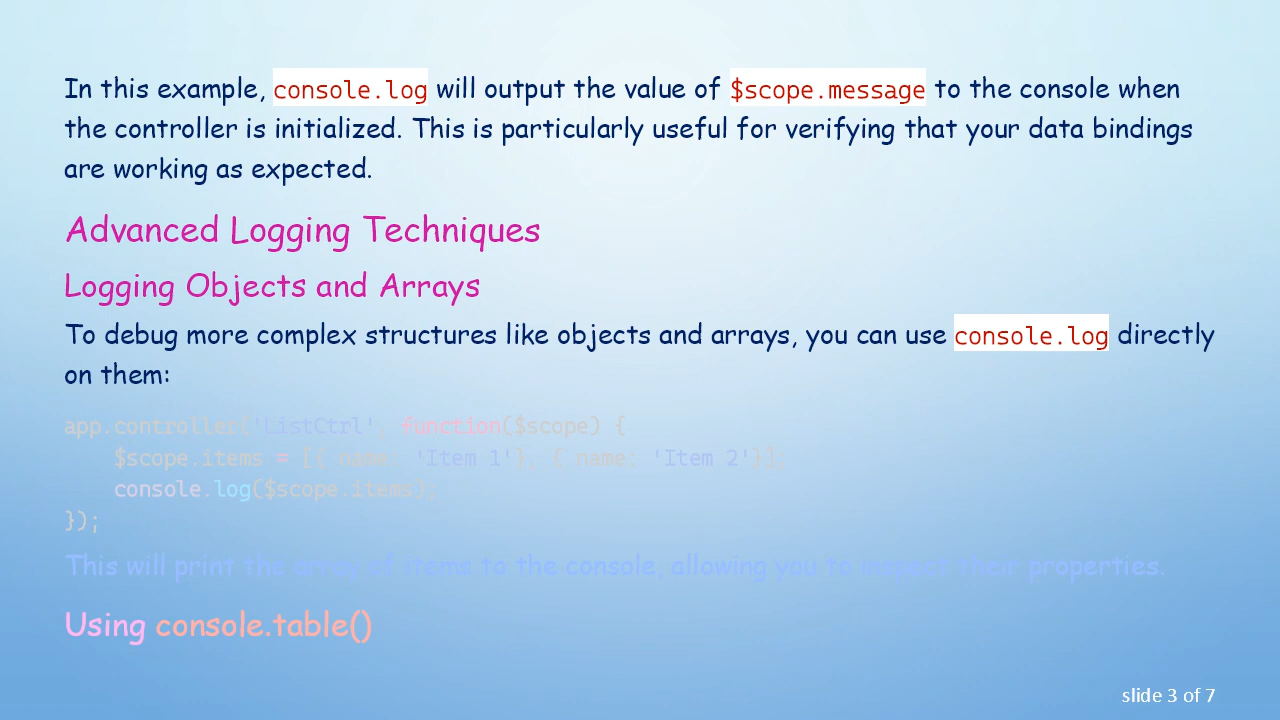 In this example, console.log will output the value of $scope.message to the console when
the controller is initialized. This is particularly useful for verifying that your data bindings
are working as expected.
Advanced Logging Techniques
Logging Objects and Arrays
To debug more complex structures like objects and arrays, you can use console.log directly
on them:
app.controller('ListCtrl', function($scope) {
    $scope.items = [{ name: 'Item 1'}, { name: 'Item 2'}];
    console.log($scope.items);
});
This will print the array of items to the console, allowing you to inspect their properties.
Using console.table()
slide 3 of 7